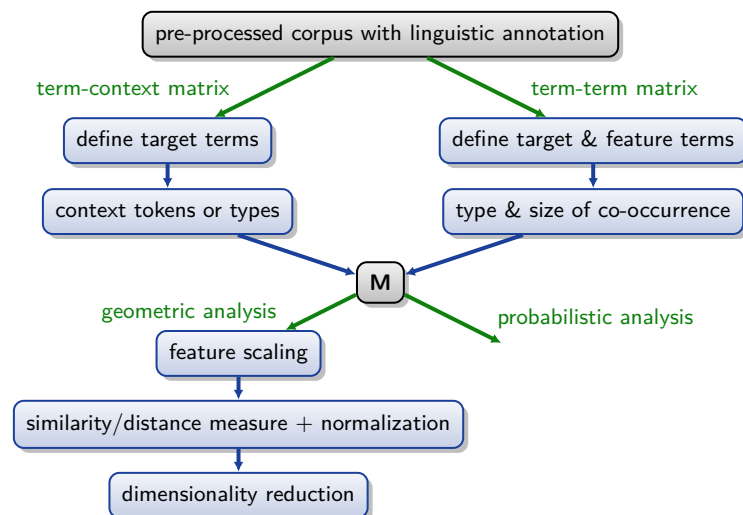 pre-processed corpus with linguistic annotation
term-context matrix
term-term matrix
define target terms
define target & feature terms
context tokens or types
type & size of co-occurrence
M
geometric analysis
probabilistic analysis
feature scaling
similarity/distance measure + normalization
dimensionality reduction